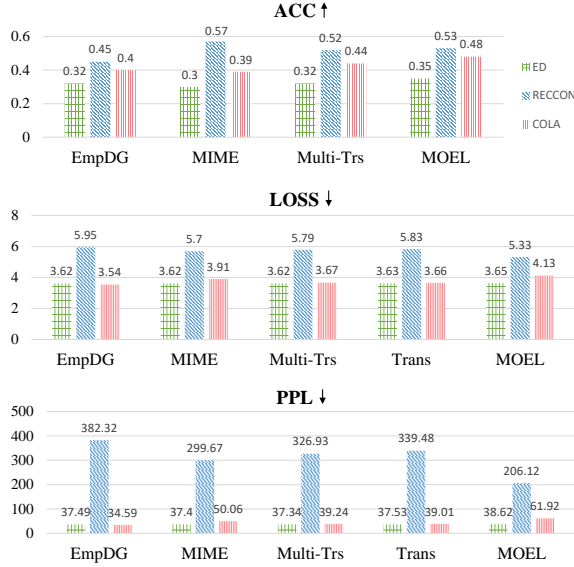 ACC ↑
0.6
0.4
0.2
0
0.32 0.45 0.4 0.3 0.57 0.39 0.32 0.52 0.44 0.35 0.53 0.48
EmpDG MIME Multi-Trs MOEL
ED
RECCON
COLA
LOSS ↓
8
6
4
2
0
3.62 5.95 3.54 3.62 5.7 3.91 3.62 5.79 3.67 3.63 5.83 3.66 3.65 5.33 4.13
EmpDG MIME Multi-Trs Trans MOEL
PPL ↓
500
400
300
200
100
0
37.49 382.32 34.59 37.4 299.67 50.06 37.34 326.93 39.24 37.53 339.48 39.01 38.62 206.12 61.92
EmpDG MIME Multi-Trs Trans MOEL